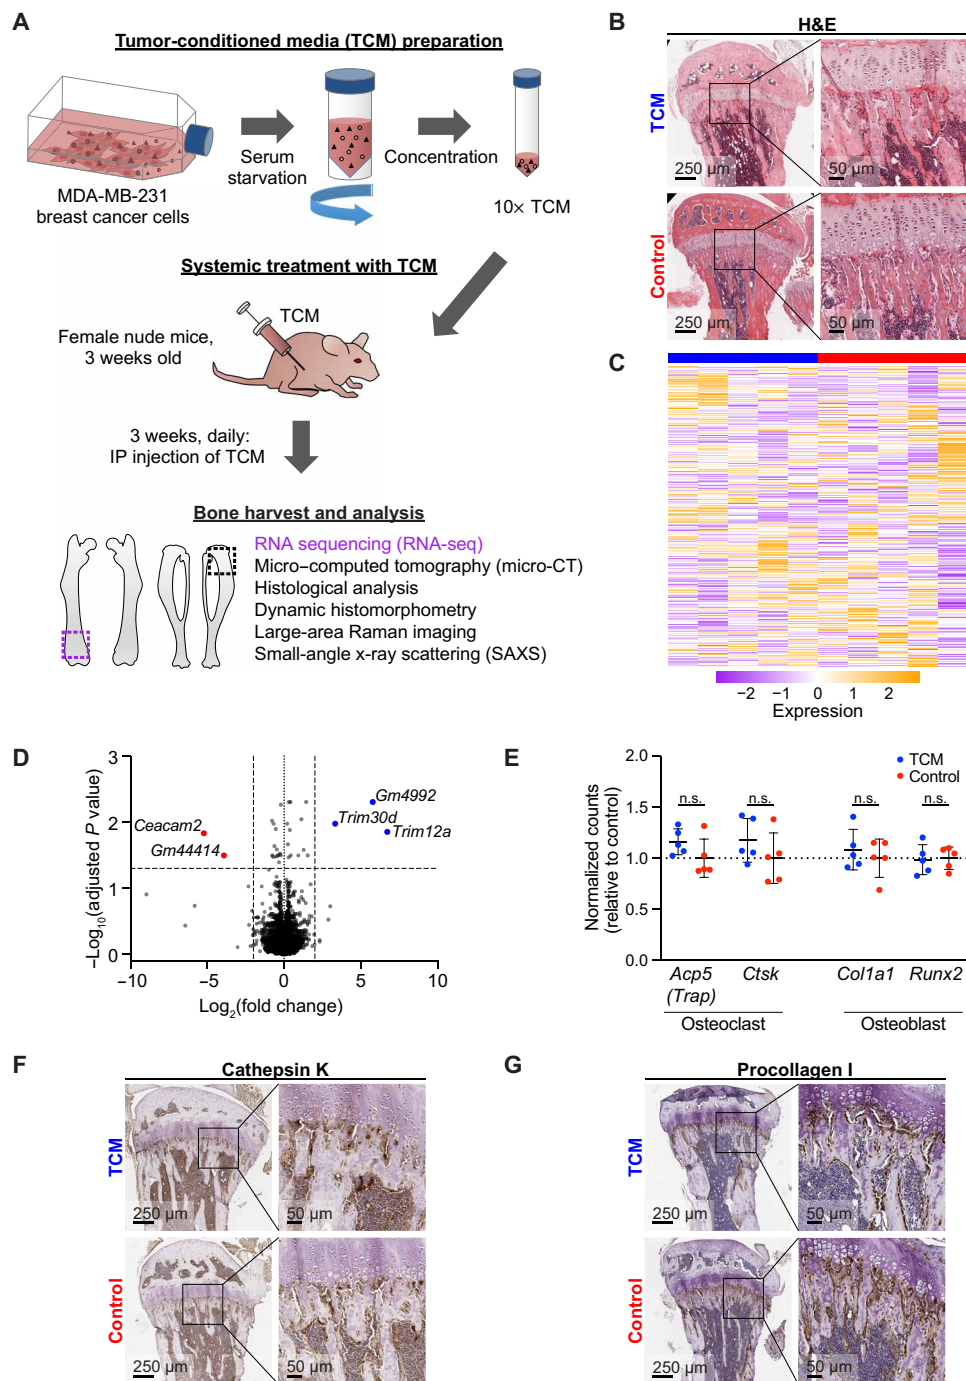 A
Tumor-conditioned media (TCM) preparation
MDA-MB-231
breast cancer cells
Serum
starvation
Concentration
10× TCM
Systemic treatment with TCM
TCM
Female nude mice,
3 weeks old
3 weeks, daily:
IP injection of TCM
Bone harvest and analysis
RNA sequencing (RNA-seq)
Micro–computed tomography (micro-CT)
Histological analysis
Dynamic histomorphometry
Large-area Raman imaging
Small-angle x-ray scattering (SAXS)
B
H&E
TCM
250 µm
50 µm
Control
250 µm
50 µm
C
−2 −1 0 1 2
Expression
D
−Log10(adjusted P value)
3
2
1
0
Gm4992
Trim30d
Trim12a
Ceacam2
Gm44414
−10 −5 0 5 10
Log2(fold change)
E
Normalized counts
(relative to control)
2.0
1.5
1.0
0.5
0.0
TCM
Control
n.s. n.s. n.s. n.s.
Acp5 Ctsk Col1a1 Runx2
(Trap)
Osteoclast Osteoblast
F
Cathepsin K
TCM
250 µm
50 µm
Control
250 µm
50 µm
G
Procollagen I
TCM
250 µm
50 µm
Control
250 µm
50 µm